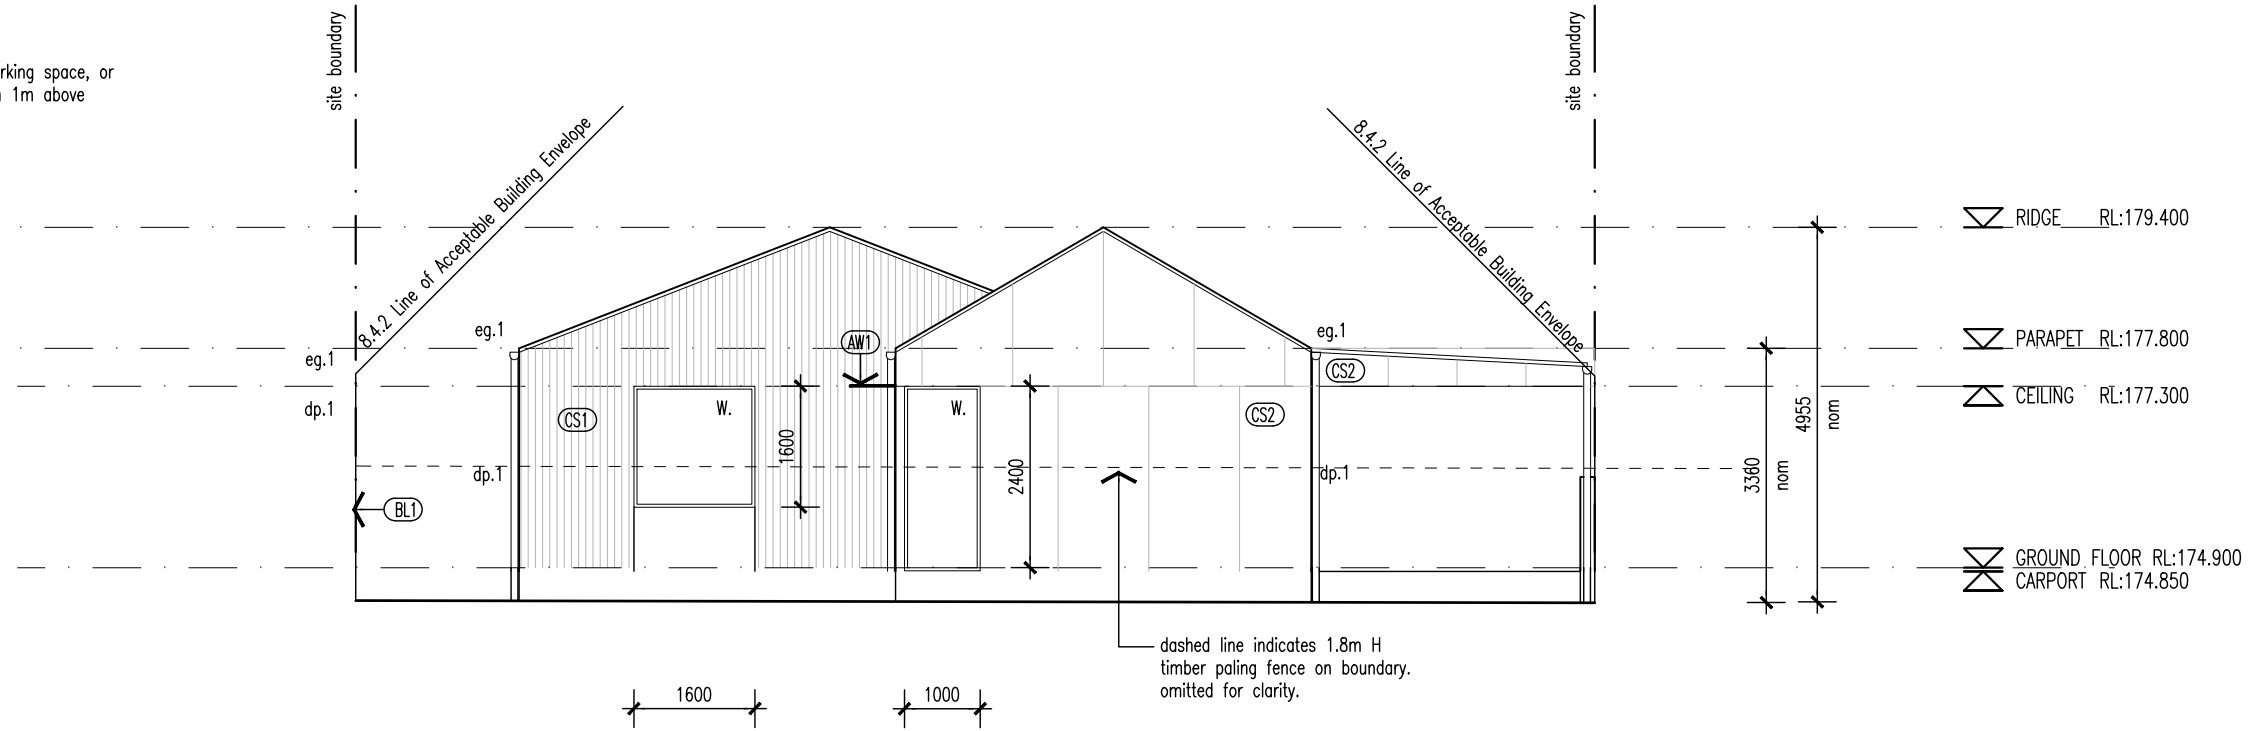 rking space, or
1m above
site boundary
site boundary
8.4.2 Line of Acceptable Building Envelope
8.4.2 Line of Acceptable Building Envelope
RIDGE RL:179.400
eg.1
eg.1
PARAPET RL:177.800
AW1
eg.1
CS2
CEILING RL:177.300
dp.1
CS1
W.
W.
CS2
4955
nom
1600
dp.1
2400
dp.1
3360
nom
BL1
GROUND FLOOR RL:174.900
CARPORT RL:174.850
dashed line indicates 1.8m H
timber paling fence on boundary.
omitted for clarity.
1600
1000